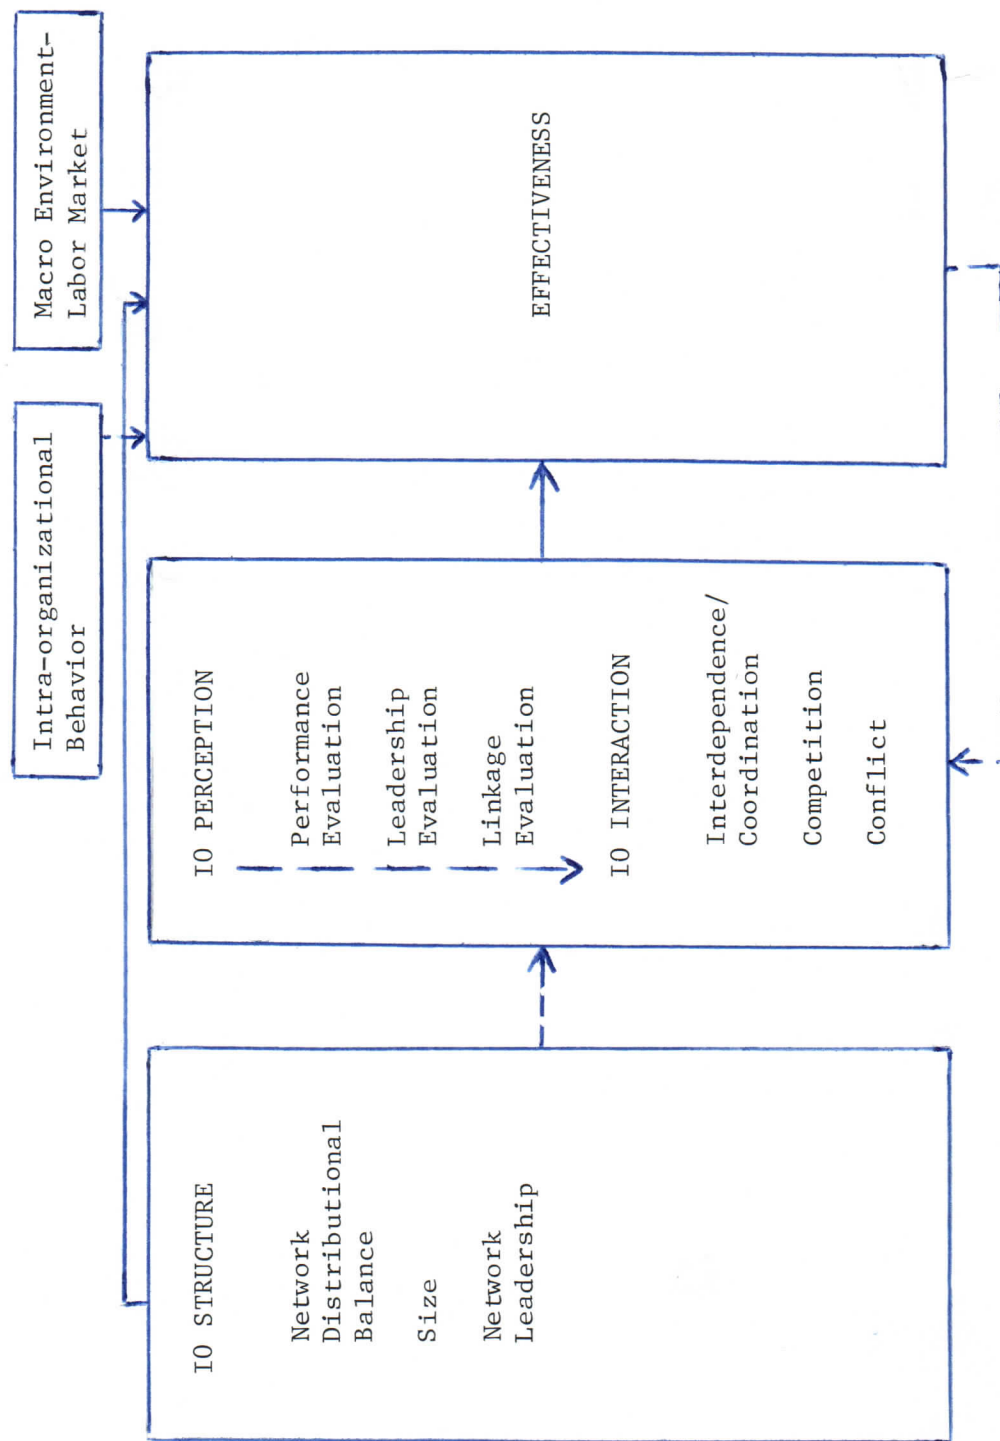 Intra-organizational
Behavior
Macro Environment-
Labor Market
IO STRUCTURE
Network
Distributional
Balance
Size
Network
Leadership
IO PERCEPTION
Performance
Evaluation
Leadership
Evaluation
Linkage
Evaluation
IO INTERACTION
Interdependence/
Coordination
Competition
Conflict
EFFECTIVENESS